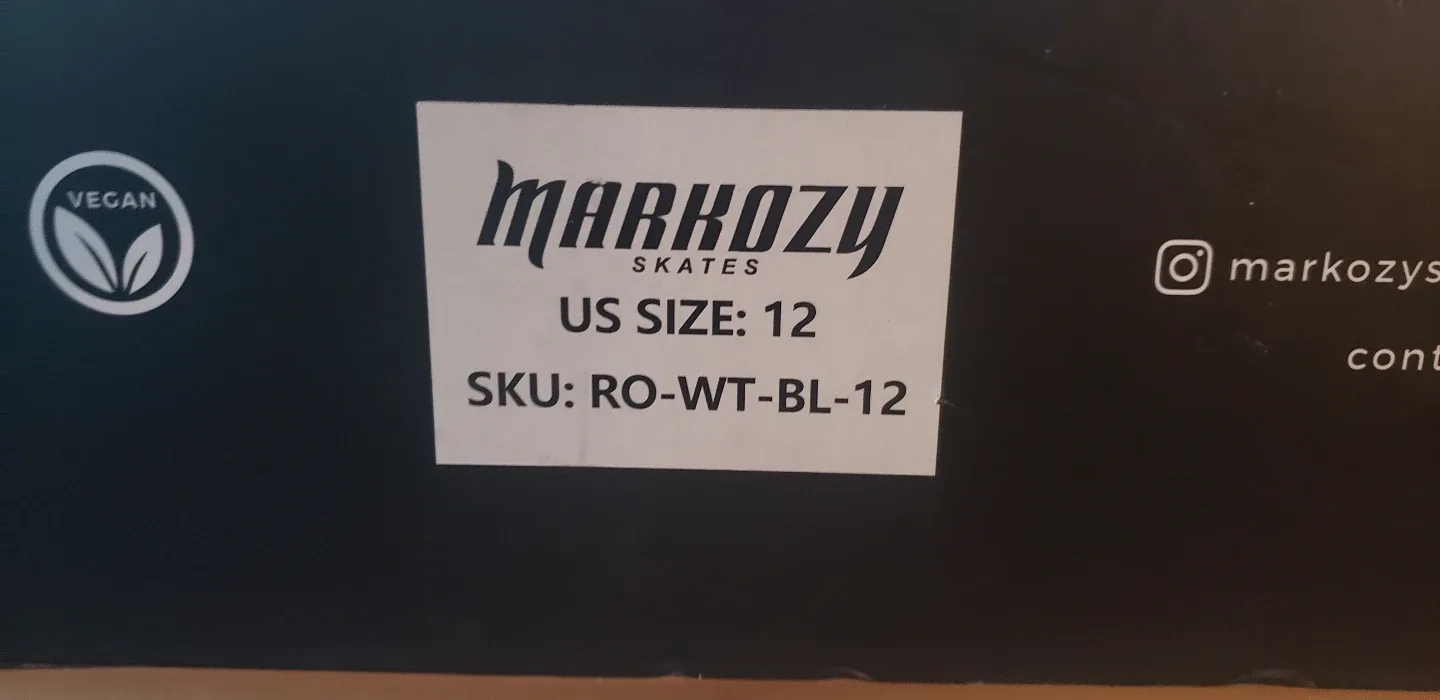 VEGAN
MARKOZY
SKATES
US SIZE: 12
SKU: RO-WT-BL-12
markozys
cont